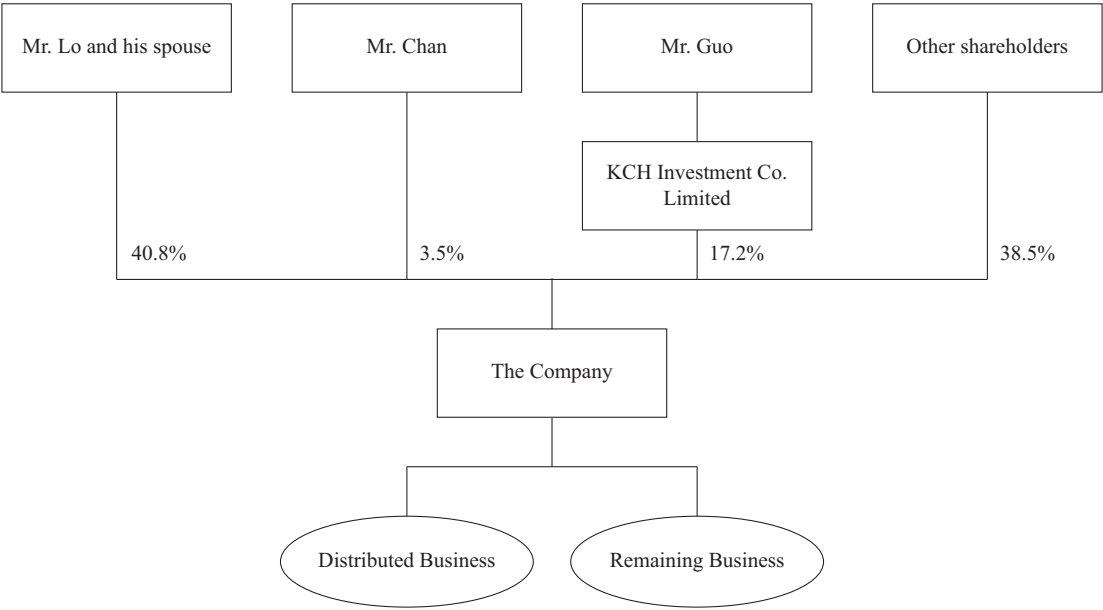 Mr. Lo and his spouse
Mr. Chan
Mr. Guo
Other shareholders
KCH Investment Co.
Limited
40.8%
3.5%
17.2%
38.5%
The Company
Distributed Business
Remaining Business